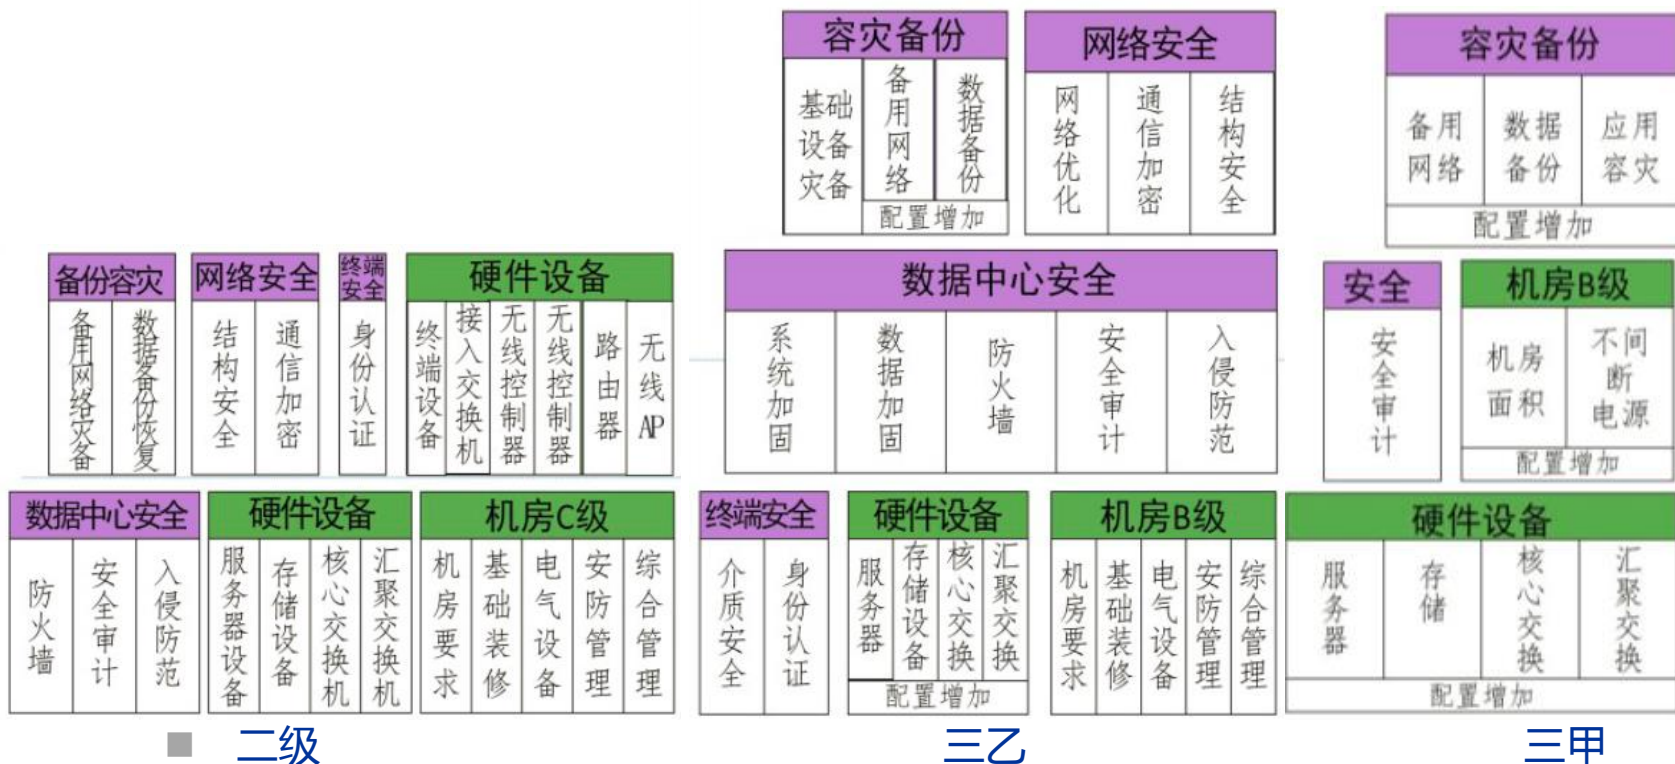 容灾备份
基础设备灾备
备用网络
数据备份
配置增加
网络安全
网络优化
通信加密
结构安全
容灾备份
备用网络
数据备份
应用容灾
配置增加
备份容灾
备用网络灾备
数据备份恢复
网络安全
结构安全
通信加密
终端安全
身份认证
硬件设备
终端设备
接入交换机
无线控制器
无线控制器
路由器
无线AP
数据中心安全
系统加固
数据加固
防火墙
安全审计
入侵防范
安全
安全审计
机房B级
机房面积
不间断电源
配置增加
数据中心安全
防火墙
安全审计
入侵防范
硬件设备
服务器设备
存储设备
核心交换机
汇聚交换机
机房C级
机房要求
基础装修
电气设备
安防管理
综合管理
终端安全
介质安全
身份认证
硬件设备
服务器
存储设备
核心交换
汇聚交换
配置增加
机房B级
机房要求
基础装修
电气设备
安防管理
综合管理
硬件设备
服务器
存储
核心交换
汇聚交换
配置增加
二级
三乙
三甲